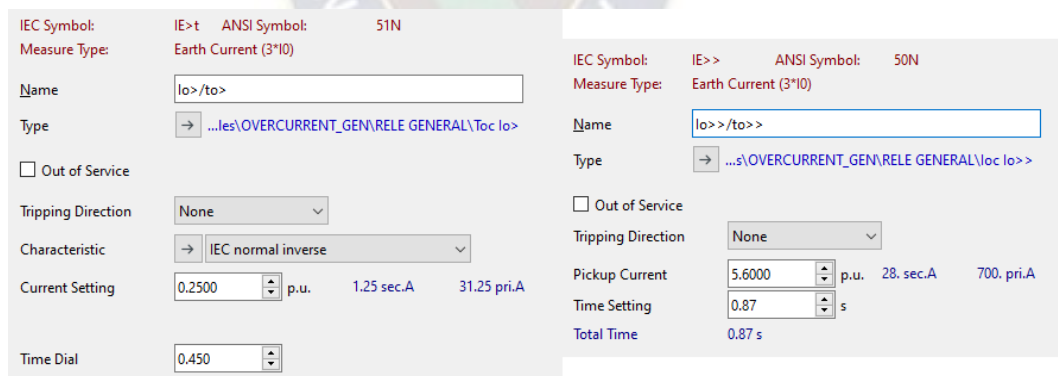 IEC Symbol: IE>t ANSI Symbol: 51N
Measure Type: Earth Current (3*I0)
Name Io>/to>
Type ...les\OVERCURRENT_GEN\RELE GENERAL\Toc Io>
Out of Service
Tripping Direction None
Characteristic IEC normal inverse
Current Setting 0.2500 p.u. 1.25 sec.A 31.25 pri.A
Time Dial 0.450
IEC Symbol: IE>> ANSI Symbol: 50N
Measure Type: Earth Current (3*I0)
Name Io>>/to>>
Type ...s\OVERCURRENT_GEN\RELE GENERAL\Ioc Io>>
Out of Service
Tripping Direction None
Pickup Current 5.6000 p.u. 28. sec.A 700. pri.A
Time Setting 0.87 s
Total Time 0.87 s